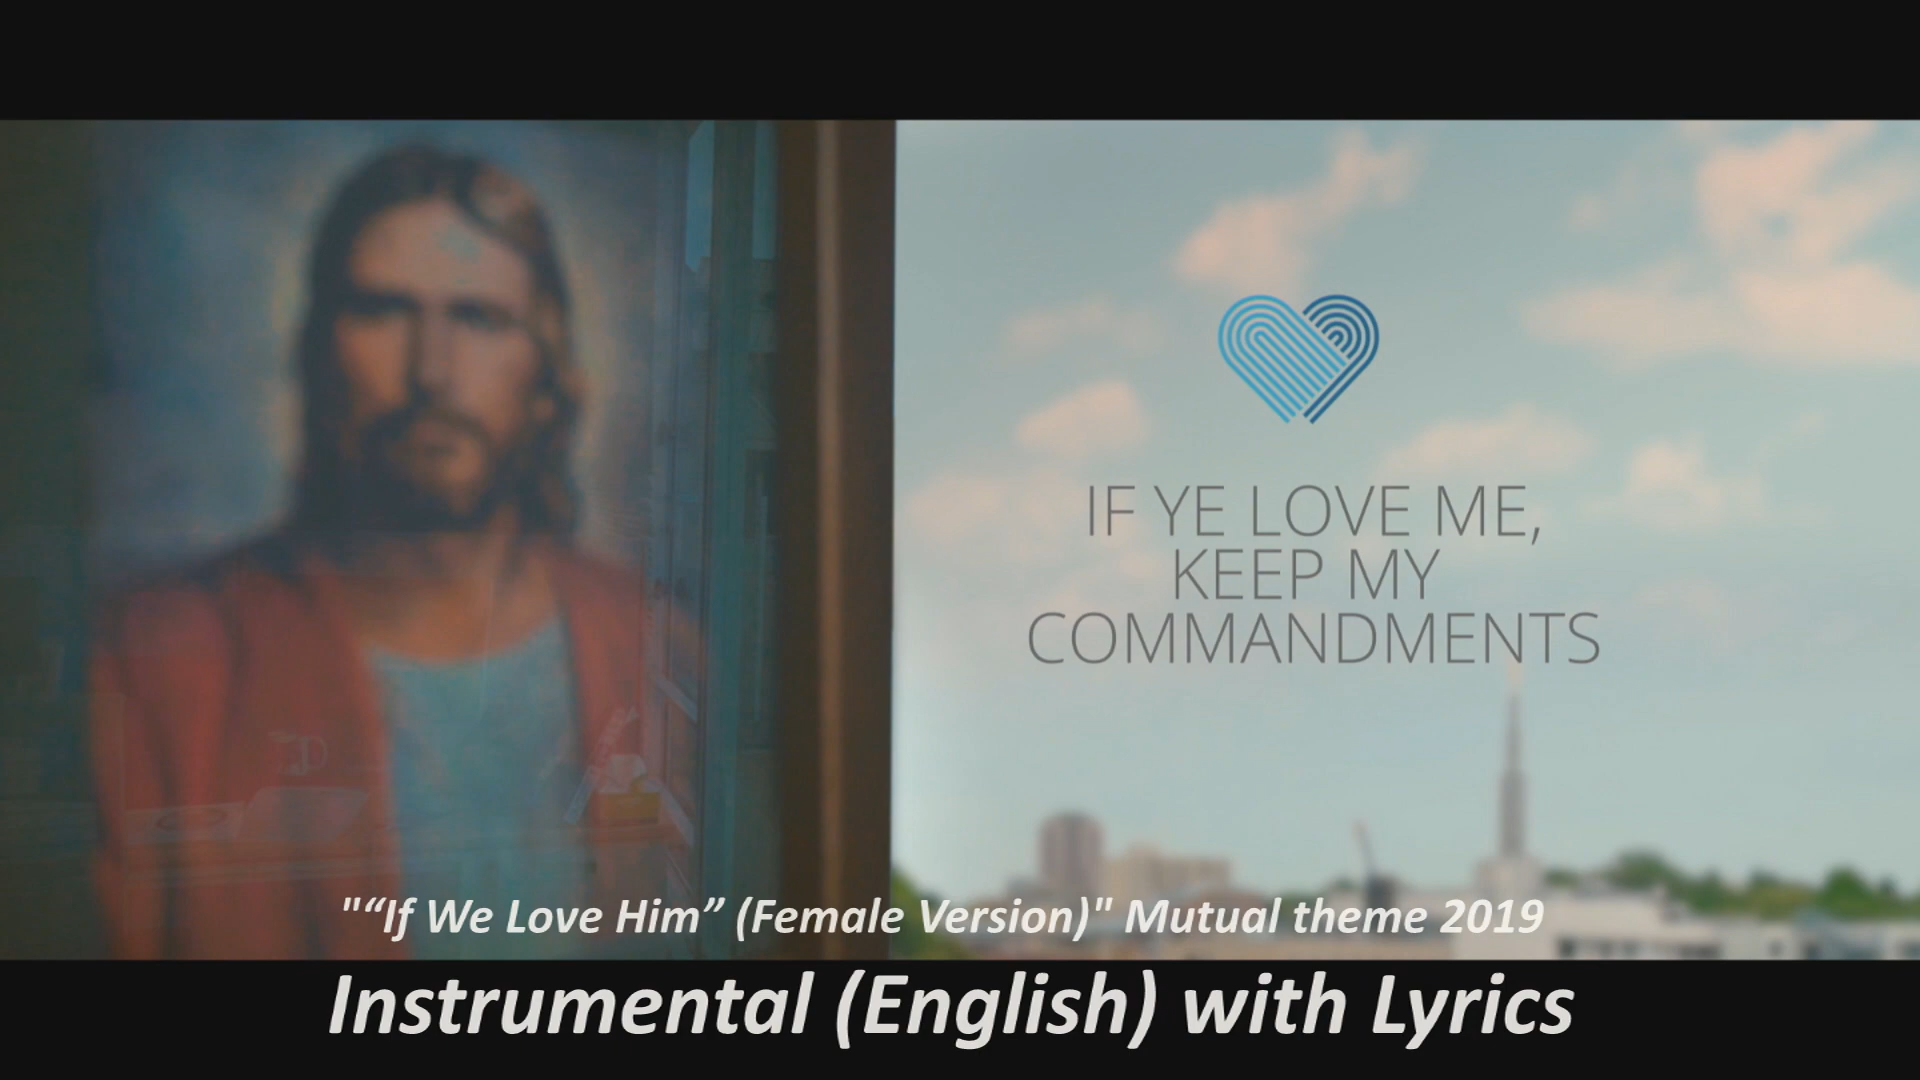 IF YE LOVE ME,
KEEP MY
COMMANDMENTS
"“If We Love Him” (Female Version)" Mutual theme 2019
Instrumental (English) with Lyrics